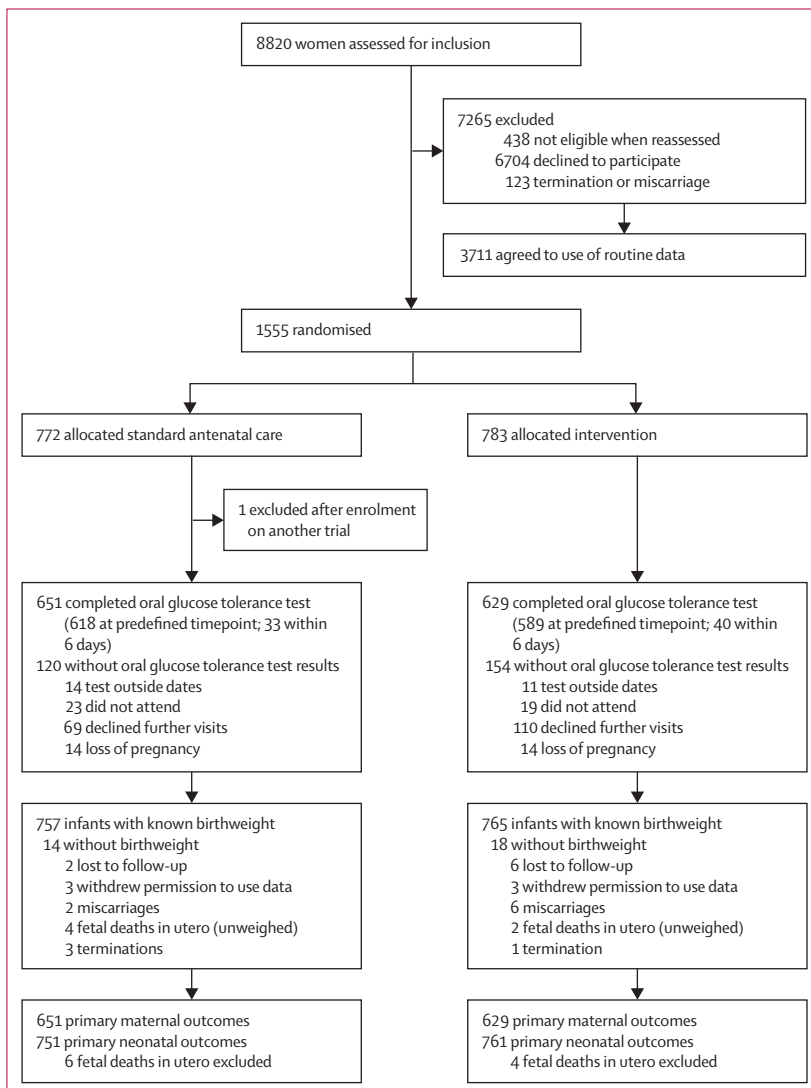 8820 women assessed for inclusion
7265 excluded
438 not eligible when reassessed
6704 declined to participate
123 termination or miscarriage
3711 agreed to use of routine data
1555 randomised
772 allocated standard antenatal care
783 allocated intervention
1 excluded after enrolment
on another trial
651 completed oral glucose tolerance test
(618 at predefined timepoint; 33 within
6 days)
120 without oral glucose tolerance test results
14 test outside dates
23 did not attend
69 declined further visits
14 loss of pregnancy
629 completed oral glucose tolerance test
(589 at predefined timepoint; 40 within
6 days)
154 without oral glucose tolerance test results
11 test outside dates
19 did not attend
110 declined further visits
14 loss of pregnancy
757 infants with known birthweight
14 without birthweight
2 lost to follow-up
3 withdrew permission to use data
2 miscarriages
4 fetal deaths in utero (unweighed)
3 terminations
765 infants with known birthweight
18 without birthweight
6 lost to follow-up
3 withdrew permission to use data
6 miscarriages
2 fetal deaths in utero (unweighed)
1 termination
651 primary maternal outcomes
751 primary neonatal outcomes
6 fetal deaths in utero excluded
629 primary maternal outcomes
761 primary neonatal outcomes
4 fetal deaths in utero excluded